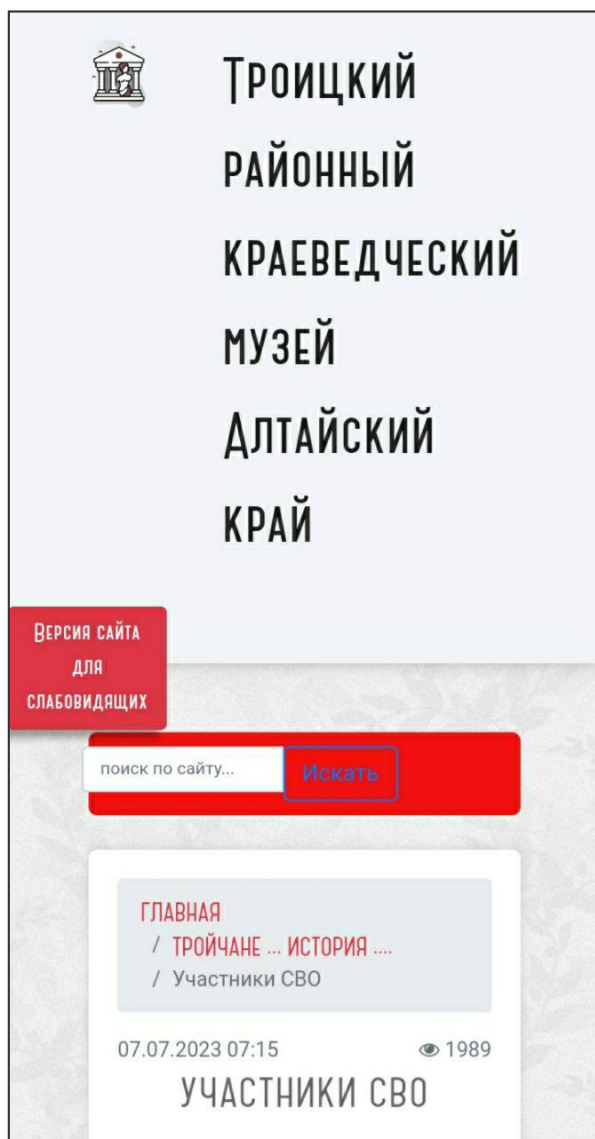 Троицкий
районный
краеведческий
музей
Алтайский
край
Версия сайта
для
слабовидящих
поиск по сайту...
Искать
ГЛАВНАЯ
/ ТРОЙЧАНЕ ... ИСТОРИЯ ....
/ Участники СВО
07.07.2023 07:15 1989
УЧАСТНИКИ СВО